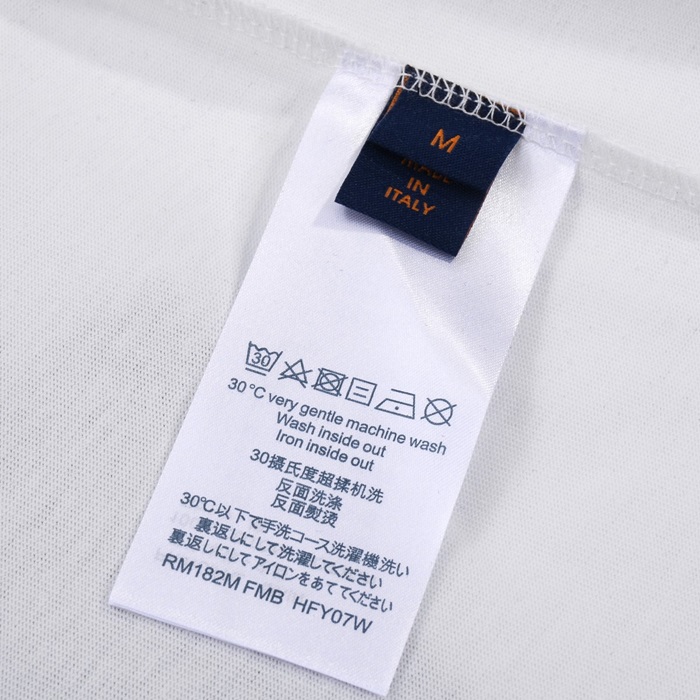 M
MADE
IN
ITALY
30
30°C very gentle machine wash
Wash inside out
Iron inside out
30摄氏度超揉机洗
反面洗涤
反面熨烫
30℃以下で手洗コース洗濯機洗い
裏返しにして洗濯してください
裏返しにしてアイロンをあててください
RM182M FMB HFY07W